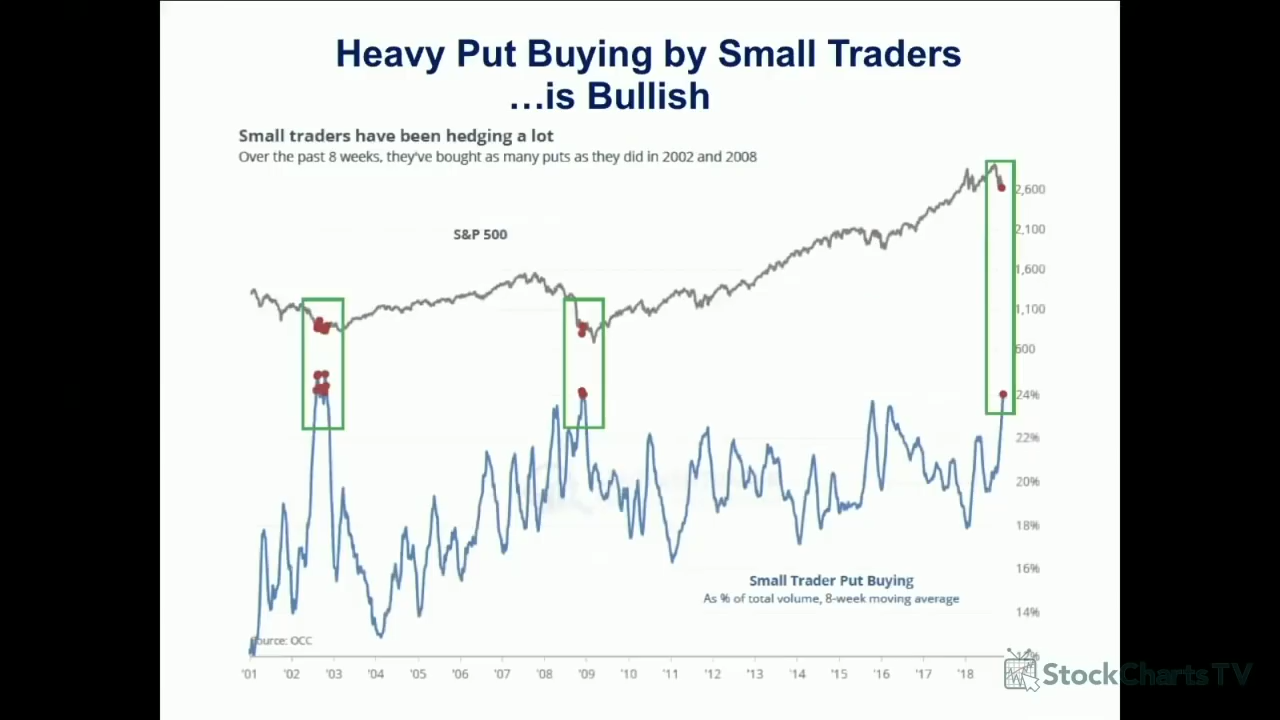 Heavy Put Buying by Small Traders
…is Bullish
Small traders have been hedging a lot
Over the past 8 weeks, they've bought as many puts as they did in 2002 and 2008
S&P 500
2,600
2,100
1,600
1,100
600
24%
22%
20%
18%
16%
14%
Small Trader Put Buying
As % of total volume, 8-week moving average
Source: OCC
'01 '02 '03 '04 '05 '06 '07 '08 '09 '10 '11 '12 '13 '14 '15 '16 '17 '18
StockChartsTV